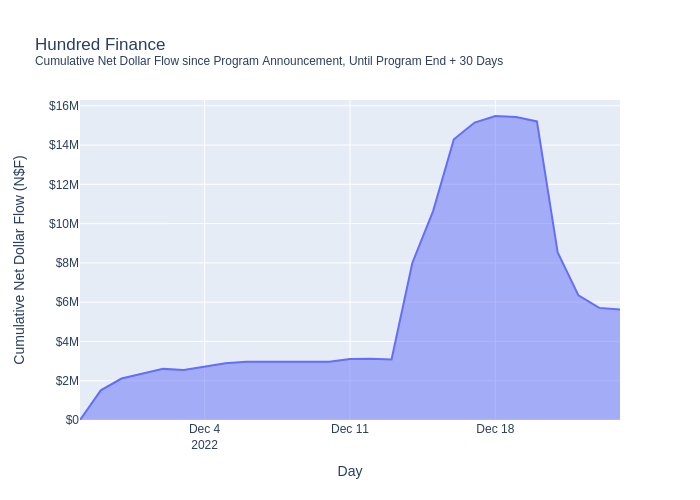 Hundred Finance
Cumulative Net Dollar Flow since Program Announcement, Until Program End + 30 Days
Cumulative Net Dollar Flow (N$F)
$16M
$14M
$12M
$10M
$8M
$6M
$4M
$2M
$0
Dec 4
2022
Dec 11
Dec 18
Day